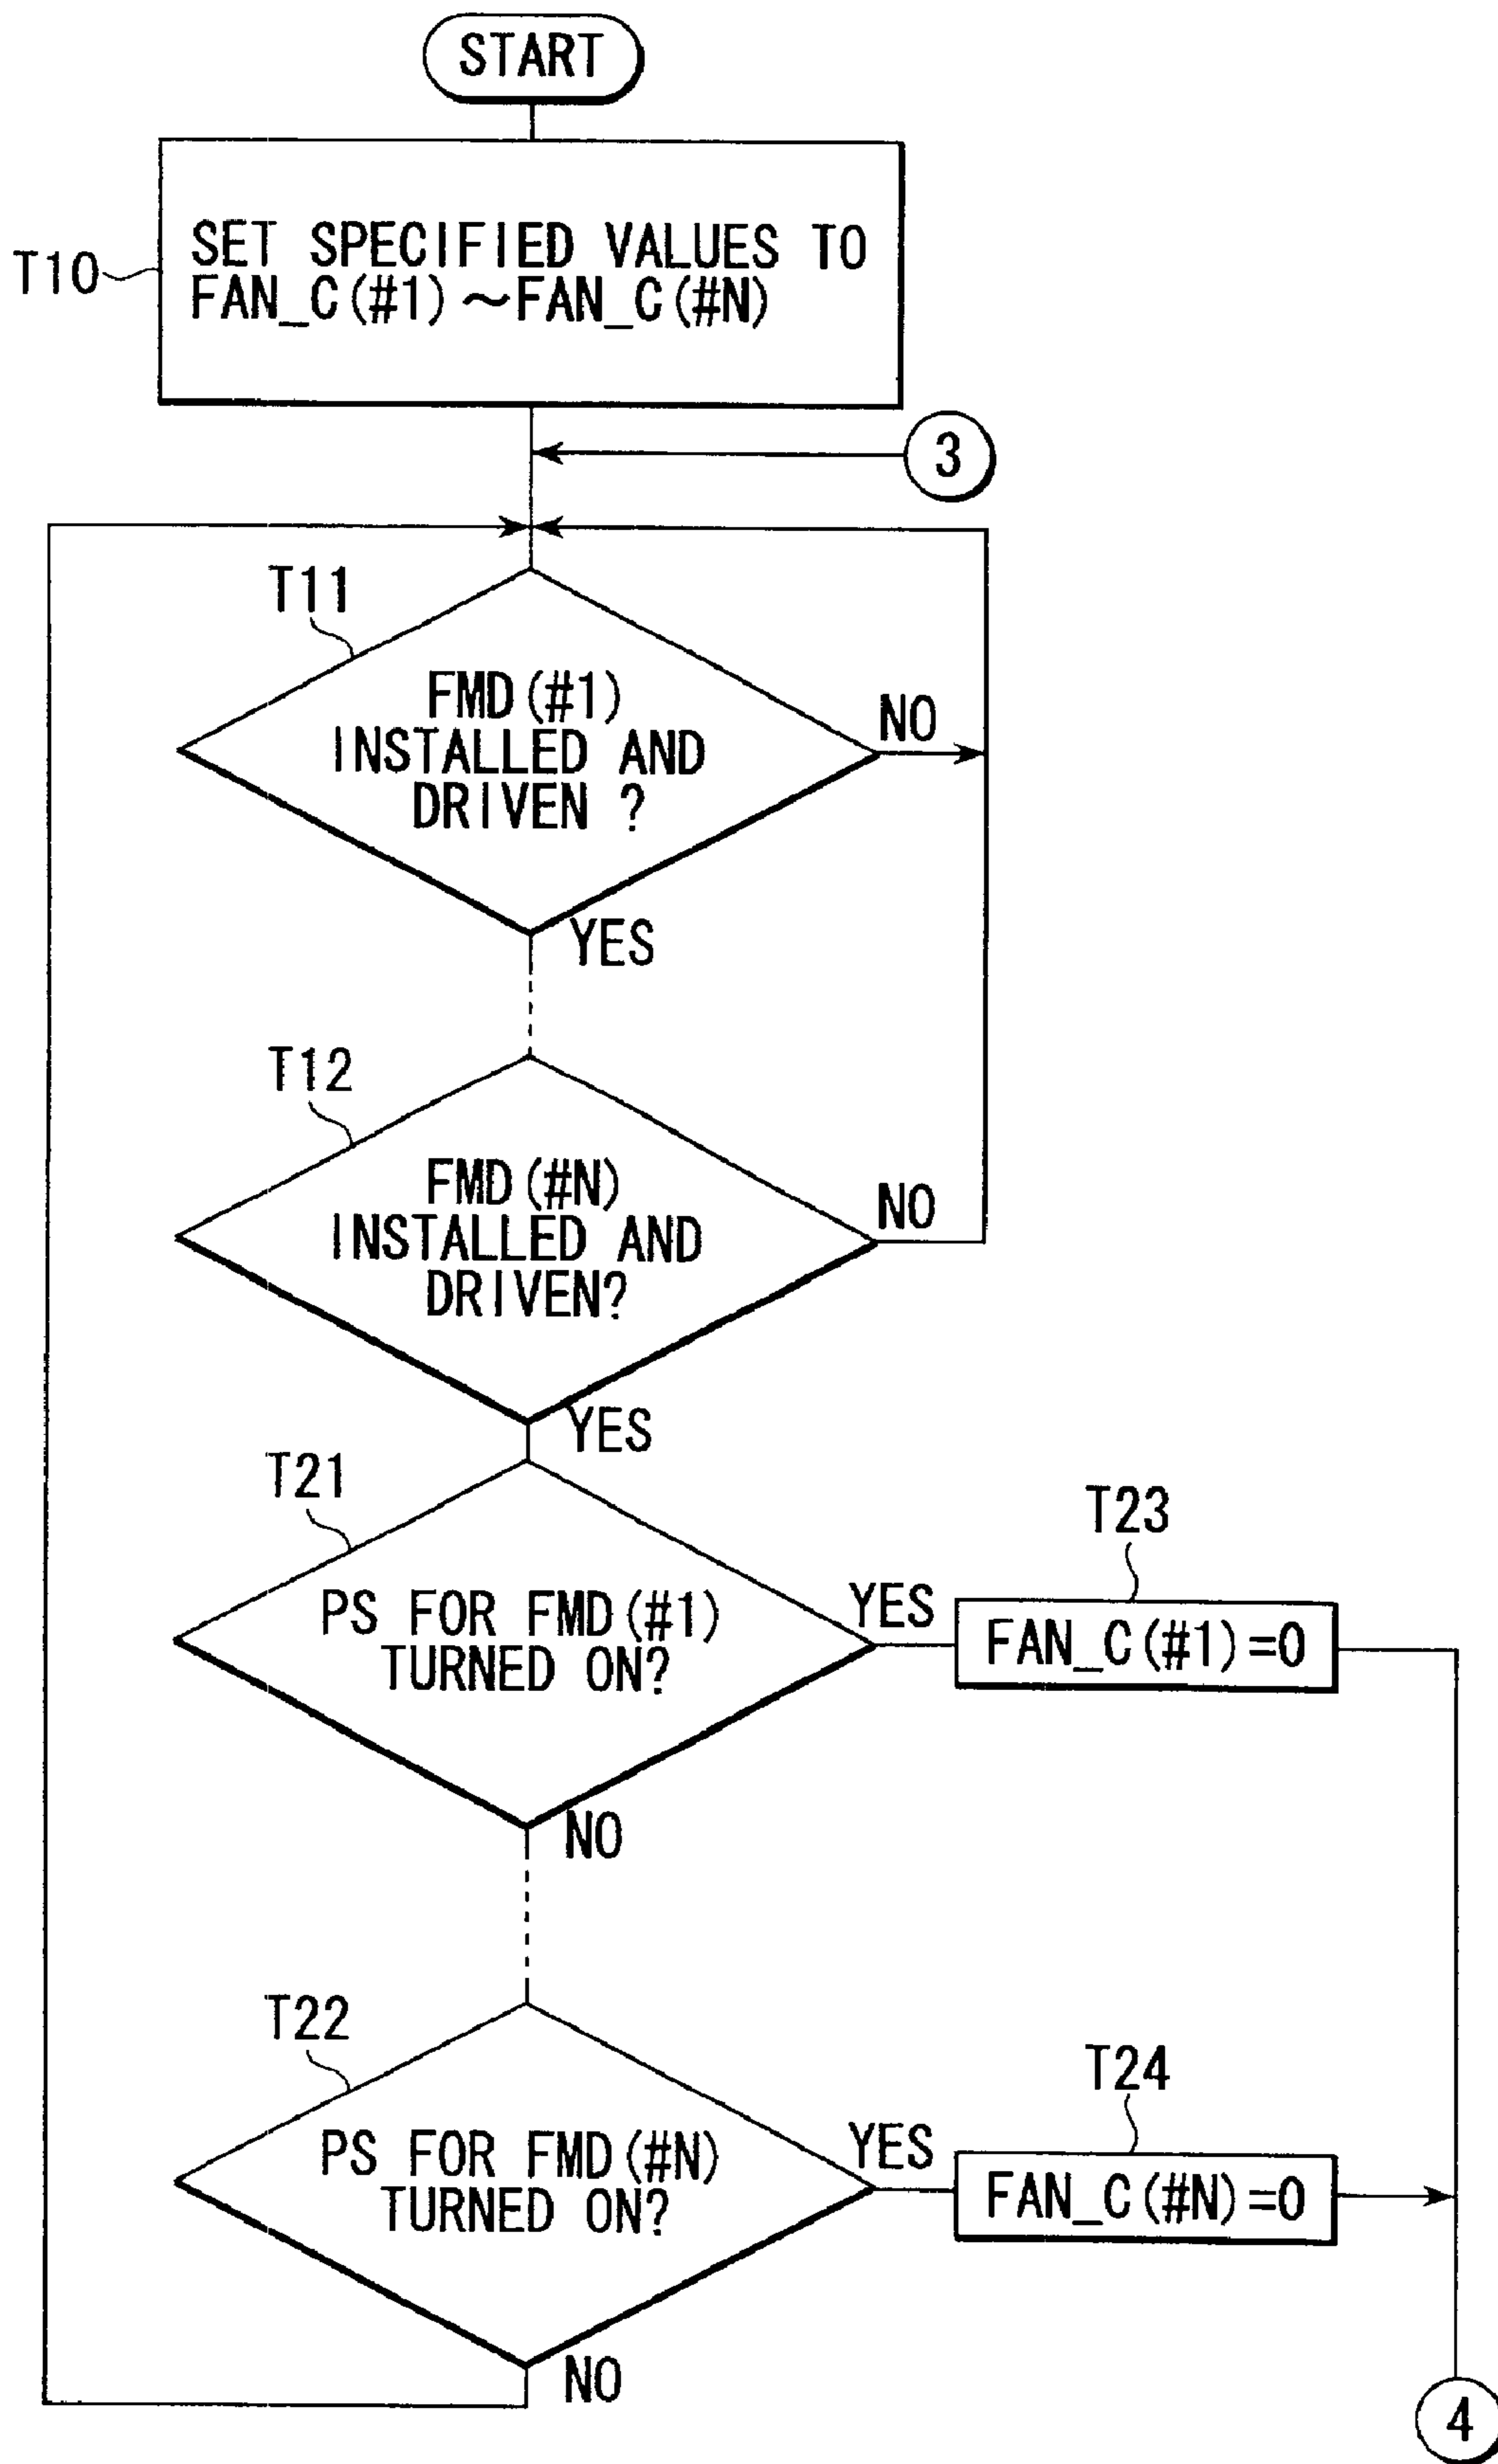 START
T10
SET SPECIFIED VALUES TO
FAN_C(#1)~FAN_C(#N)
3
T11
FMD(#1)
INSTALLED AND
DRIVEN ?
NO
YES
T12
FMD(#N)
INSTALLED AND
DRIVEN?
NO
YES
T21
PS FOR FMD(#1)
TURNED ON?
YES
T23
FAN_C(#1)=0
NO
T22
PS FOR FMD(#N)
TURNED ON?
YES
T24
FAN_C(#N)=0
NO
4